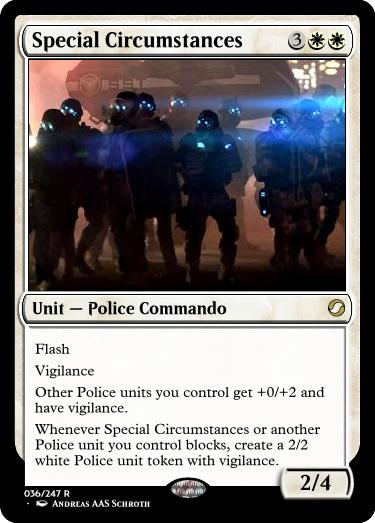 Special Circumstances 3
Unit — Police Commando
Flash
Vigilance
Other Police units you control get +0/+2 and
have vigilance.
Whenever Special Circumstances or another
Police unit you control blocks, create a 2/2
white Police unit token with vigilance.
2/4
036/247 R
· Andreas AAS Schroth